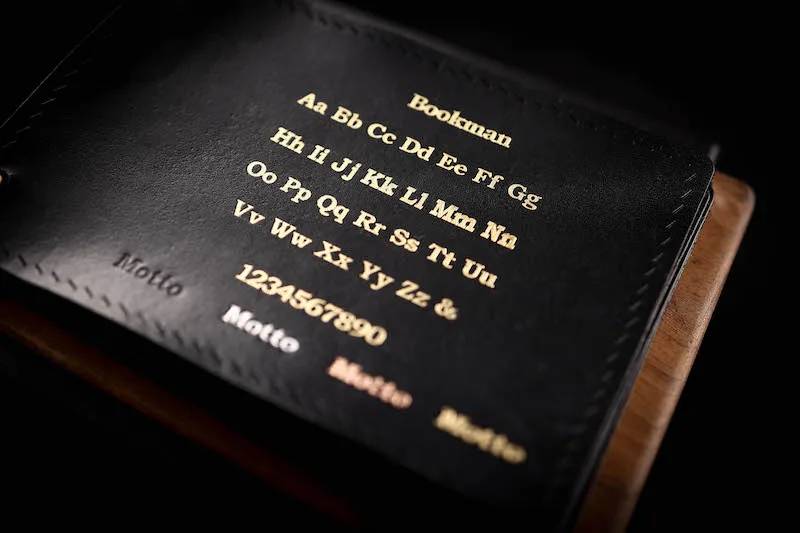 Bookman
Aa Bb Cc Dd Ee Ff Gg
Hh Ii Jj Kk Ll Mm Nn
Oo Pp Qq Rr Ss Tt Uu
Vv Ww Xx Yy Zz &
1234567890
Motto Motto Motto Motto